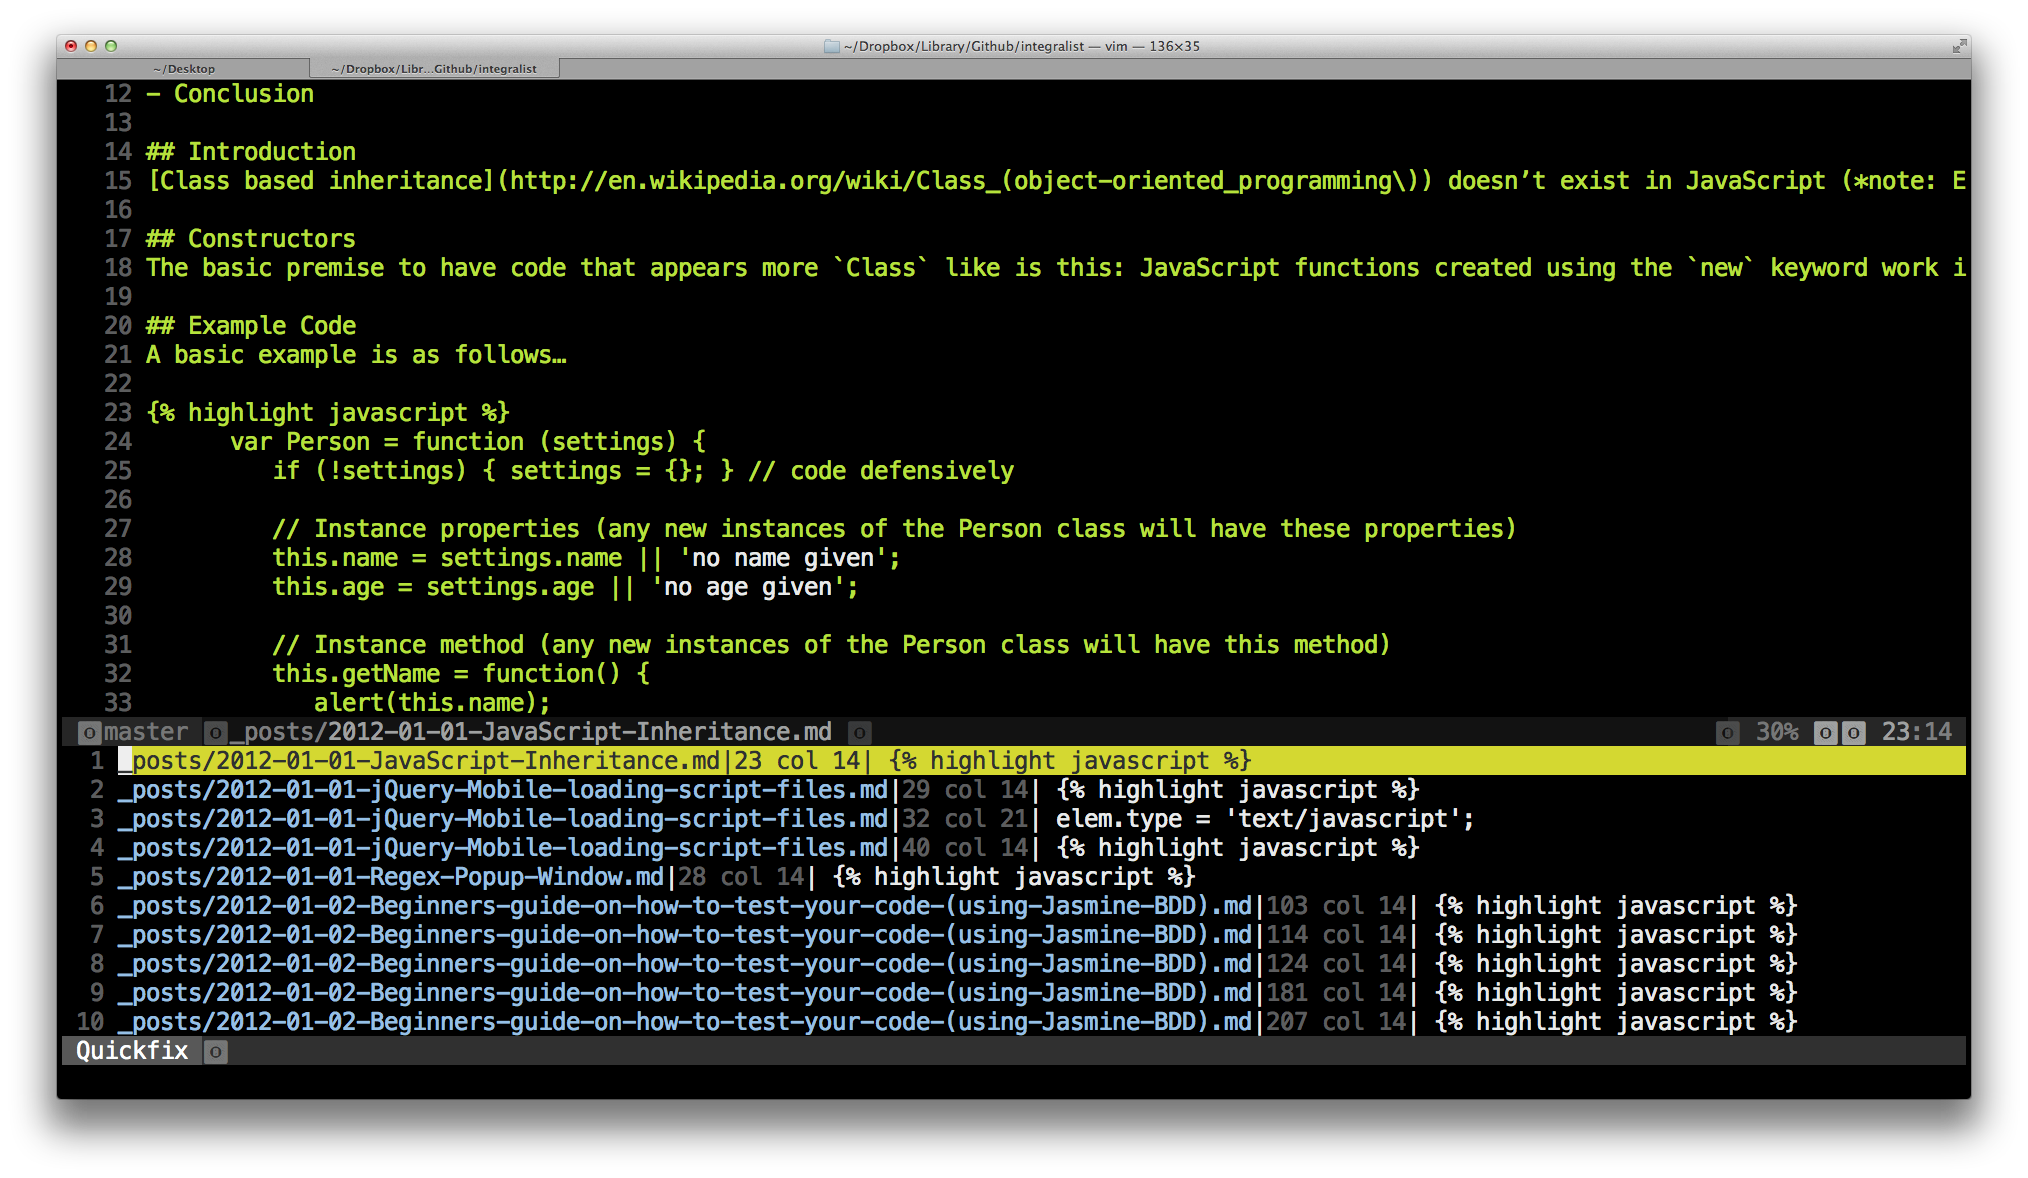 ~/Dropbox/Library/Github/integralist — vim — 136×35
~/Desktop
~/Dropbox/Libr...Github/integralist
12 - Conclusion
13
14 ## Introduction
15 [Class based inheritance](http://en.wikipedia.org/wiki/Class_(object-oriented_programming\)) doesn’t exist in JavaScript (*note: E
16
17 ## Constructors
18 The basic premise to have code that appears more `Class` like is this: JavaScript functions created using the `new` keyword work i
19
20 ## Example Code
21 A basic example is as follows…
22
23 {% highlight javascript %}
24       var Person = function (settings) {
25          if (!settings) { settings = {}; } // code defensively
26
27          // Instance properties (any new instances of the Person class will have these properties)
28          this.name = settings.name || 'no name given';
29          this.age = settings.age || 'no age given';
30
31          // Instance method (any new instances of the Person class will have this method)
32          this.getName = function() {
33             alert(this.name);
master _posts/2012-01-01-JavaScript-Inheritance.md 30% 23:14
1 _posts/2012-01-01-JavaScript-Inheritance.md|23 col 14| {% highlight javascript %}
2 _posts/2012-01-01-jQuery-Mobile-loading-script-files.md|29 col 14| {% highlight javascript %}
3 _posts/2012-01-01-jQuery-Mobile-loading-script-files.md|32 col 21| elem.type = 'text/javascript';
4 _posts/2012-01-01-jQuery-Mobile-loading-script-files.md|40 col 14| {% highlight javascript %}
5 _posts/2012-01-01-Regex-Popup-Window.md|28 col 14| {% highlight javascript %}
6 _posts/2012-01-02-Beginners-guide-on-how-to-test-your-code-(using-Jasmine-BDD).md|103 col 14| {% highlight javascript %}
7 _posts/2012-01-02-Beginners-guide-on-how-to-test-your-code-(using-Jasmine-BDD).md|114 col 14| {% highlight javascript %}
8 _posts/2012-01-02-Beginners-guide-on-how-to-test-your-code-(using-Jasmine-BDD).md|124 col 14| {% highlight javascript %}
9 _posts/2012-01-02-Beginners-guide-on-how-to-test-your-code-(using-Jasmine-BDD).md|181 col 14| {% highlight javascript %}
10 _posts/2012-01-02-Beginners-guide-on-how-to-test-your-code-(using-Jasmine-BDD).md|207 col 14| {% highlight javascript %}
Quickfix